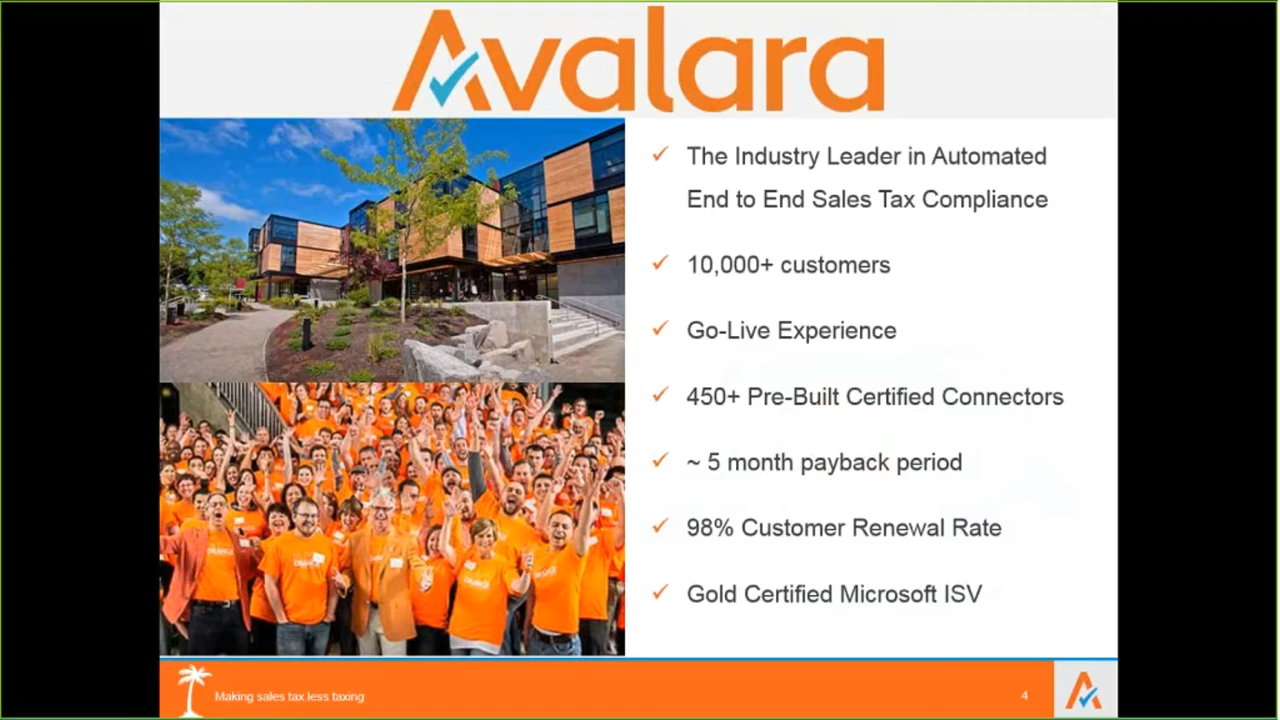 Avalara
The Industry Leader in Automated
End to End Sales Tax Compliance
10,000+ customers
Go-Live Experience
450+ Pre-Built Certified Connectors
~ 5 month payback period
98% Customer Renewal Rate
Gold Certified Microsoft ISV
Making sales tax less taxing
4